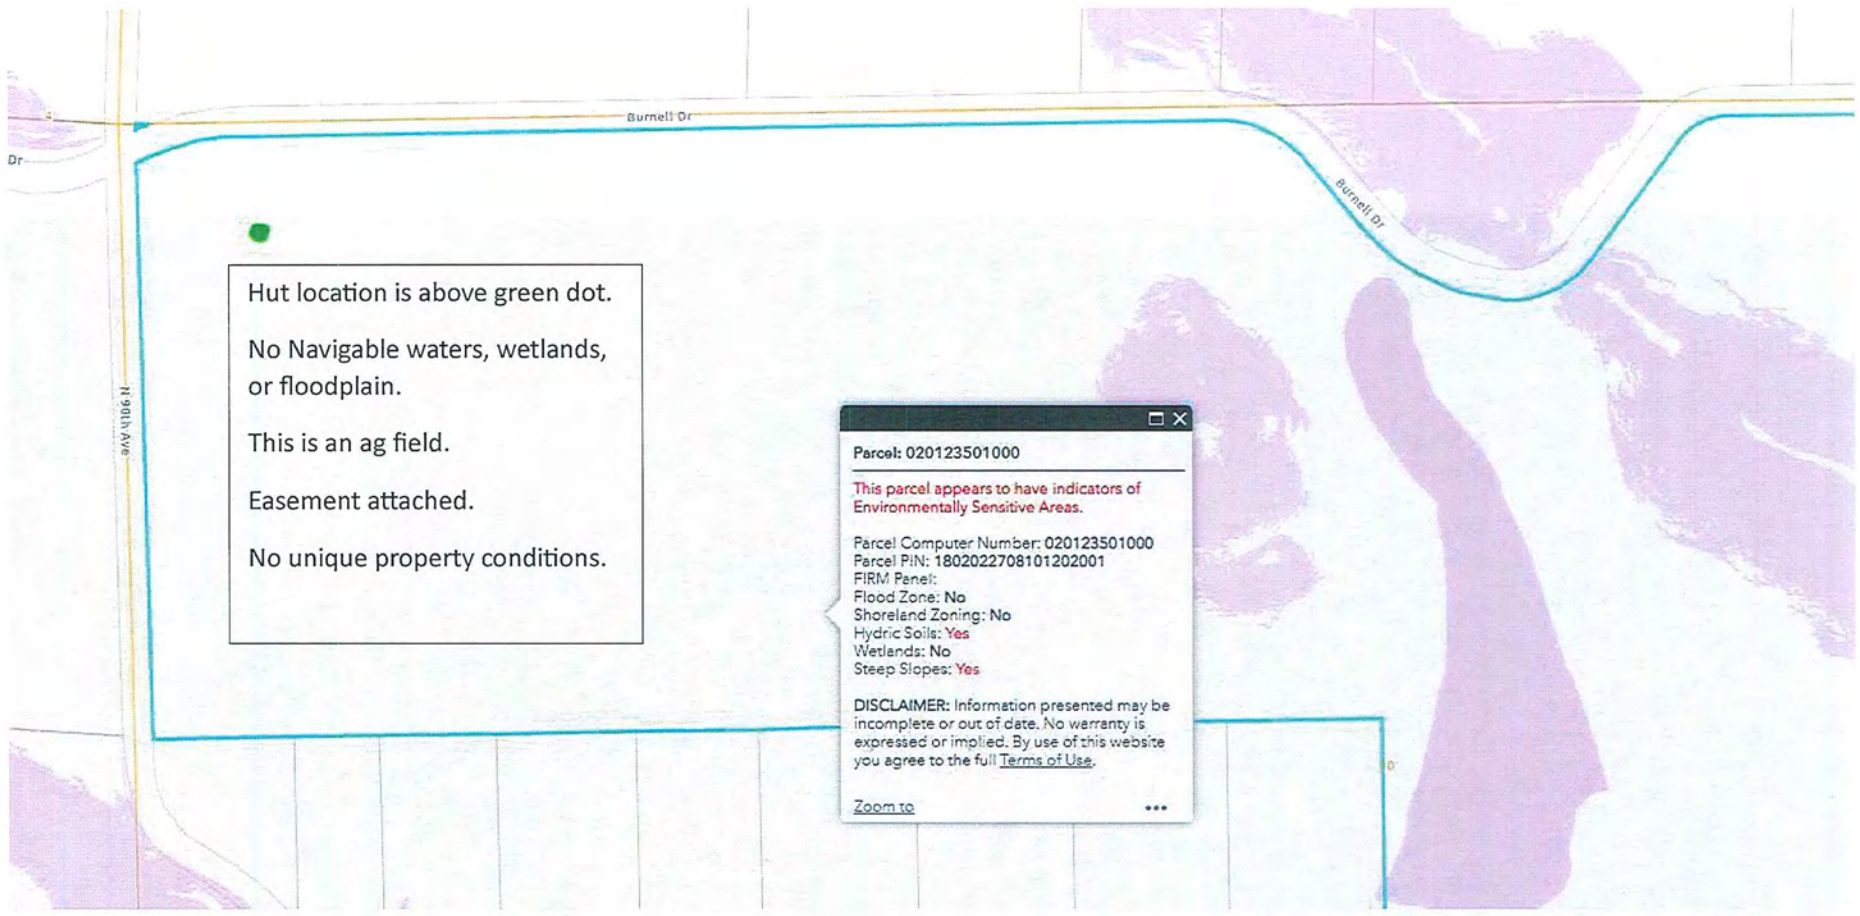 Burnell Dr
Dr
Burnell Dr
Hut location is above green dot.
No Navigable waters, wetlands,
or floodplain.
This is an ag field.
Easement attached.
No unique property conditions.
N 90th Ave
Parcel: 020123501000
This parcel appears to have indicators of
Environmentally Sensitive Areas.
Parcel Computer Number: 020123501000
Parcel PIN: 1802022708101202001
FIRM Panel:
Flood Zone: No
Shoreland Zoning: No
Hydric Soils: Yes
Wetlands: No
Steep Slopes: Yes
DISCLAIMER: Information presented may be
incomplete or out of date. No warranty is
expressed or implied. By use of this website
you agree to the full Terms of Use.
Zoom to